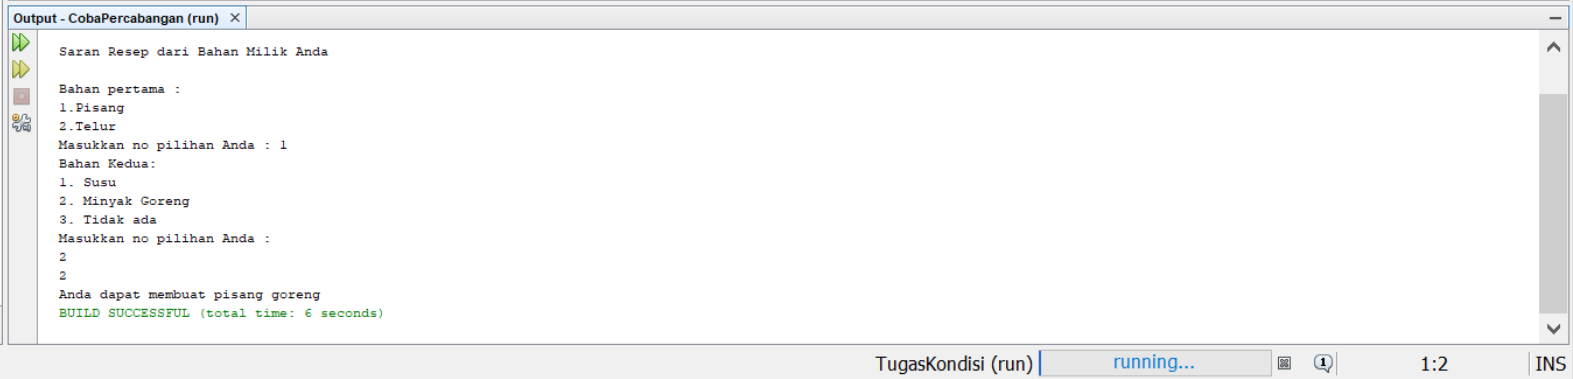 Output - CobaPercabangan (run)
Saran Resep dari Bahan Milik Anda
Bahan pertama :
1.Pisang
2.Telur
Masukkan no pilihan Anda : 1
Bahan Kedua:
1. Susu
2. Minyak Goreng
3. Tidak ada
Masukkan no pilihan Anda :
2
2
Anda dapat membuat pisang goreng
BUILD SUCCESSFUL (total time: 6 seconds)
TugasKondisi (run) running... 1 1:2 INS